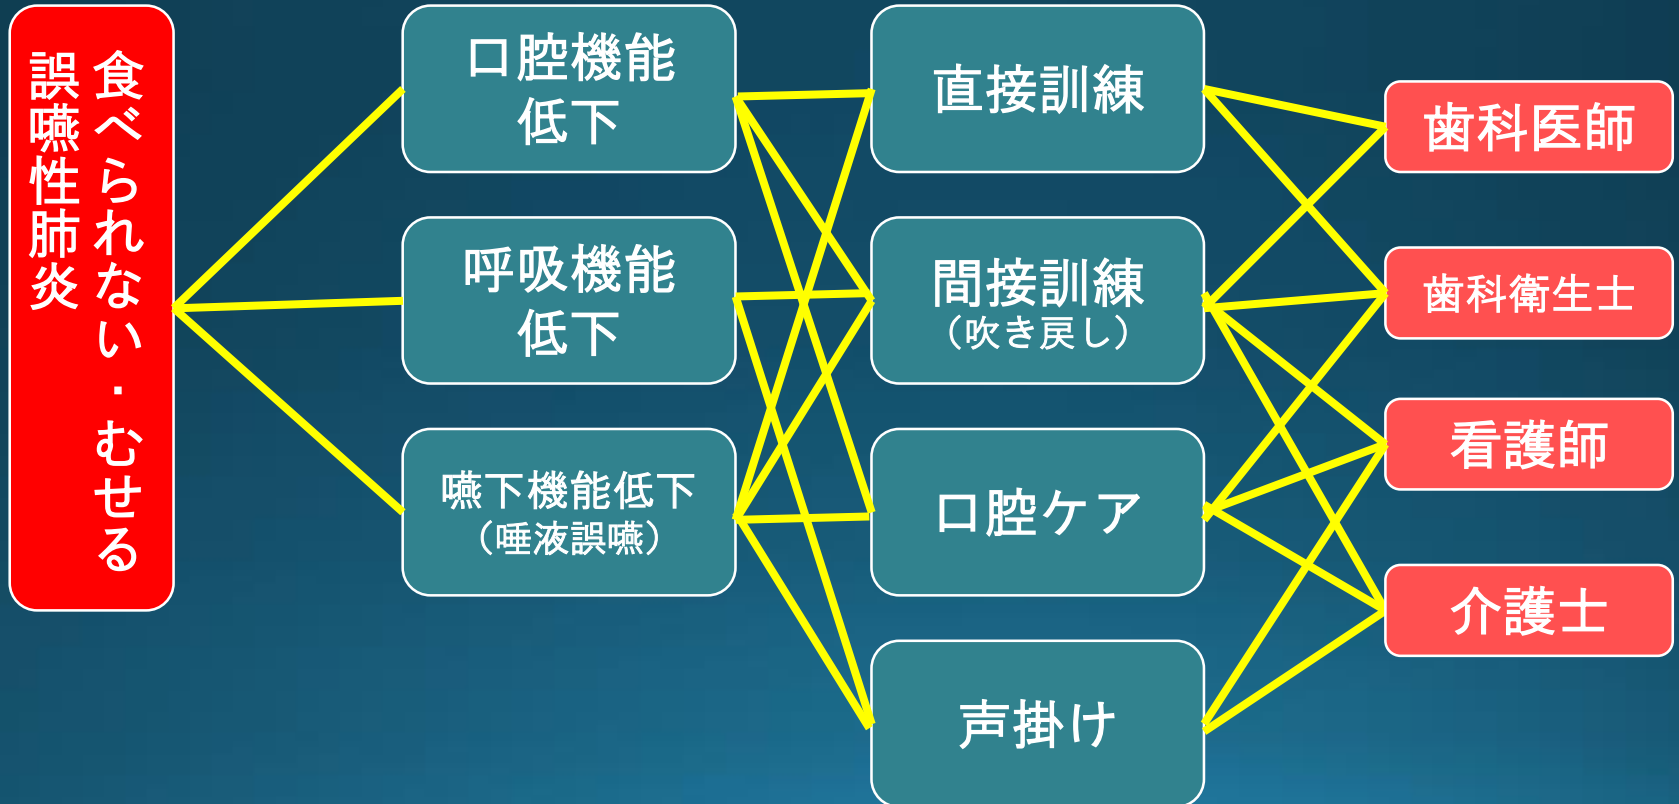 食べられない・むせる
誤嚥性肺炎
口腔機能
低下
呼吸機能
低下
嚥下機能低下
（唾液誤嚥）
直接訓練
間接訓練
（吹き戻し）
口腔ケア
声掛け
歯科医師
歯科衛生士
看護師
介護士